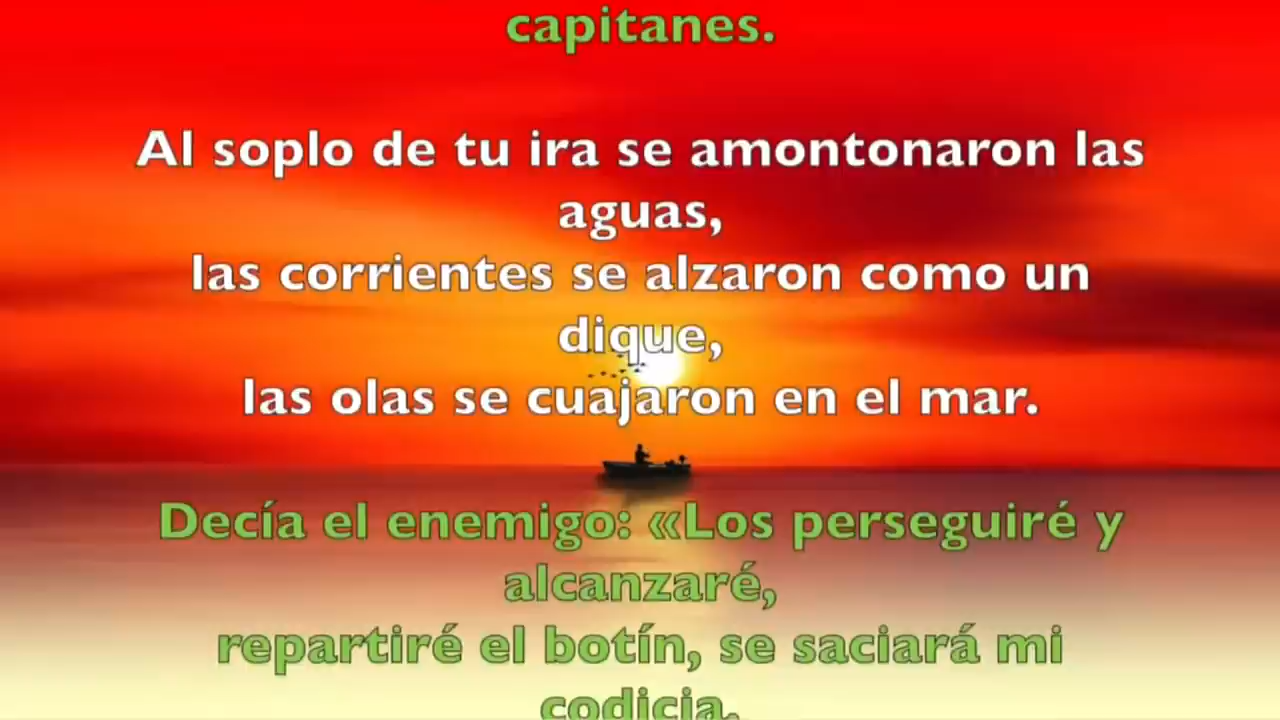 capitanes.
Al soplo de tu ira se amontonaron las
aguas,
las corrientes se alzaron como un
dique,
las olas se cuajaron en el mar.
Decía el enemigo: «Los perseguiré y
alcanzaré,
repartiré el botín, se saciará mi
codicia,